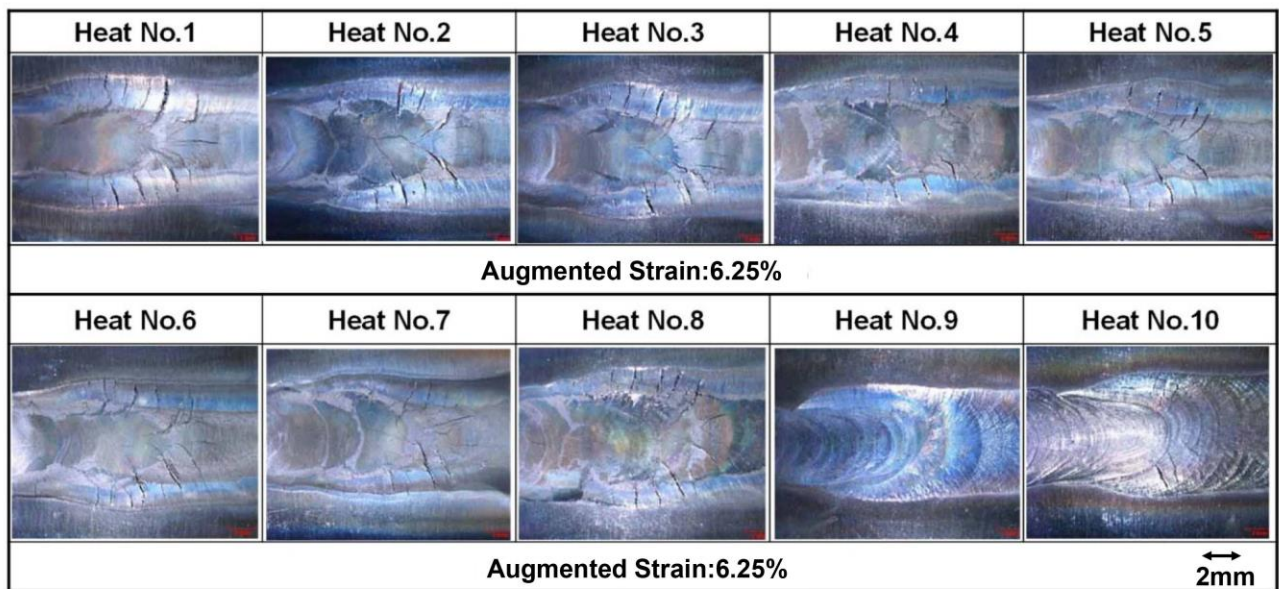 Heat No.1 Heat No.2 Heat No.3 Heat No.4 Heat No.5
Augmented Strain:6.25%
Heat No.6 Heat No.7 Heat No.8 Heat No.9 Heat No.10
Augmented Strain:6.25%
2mm